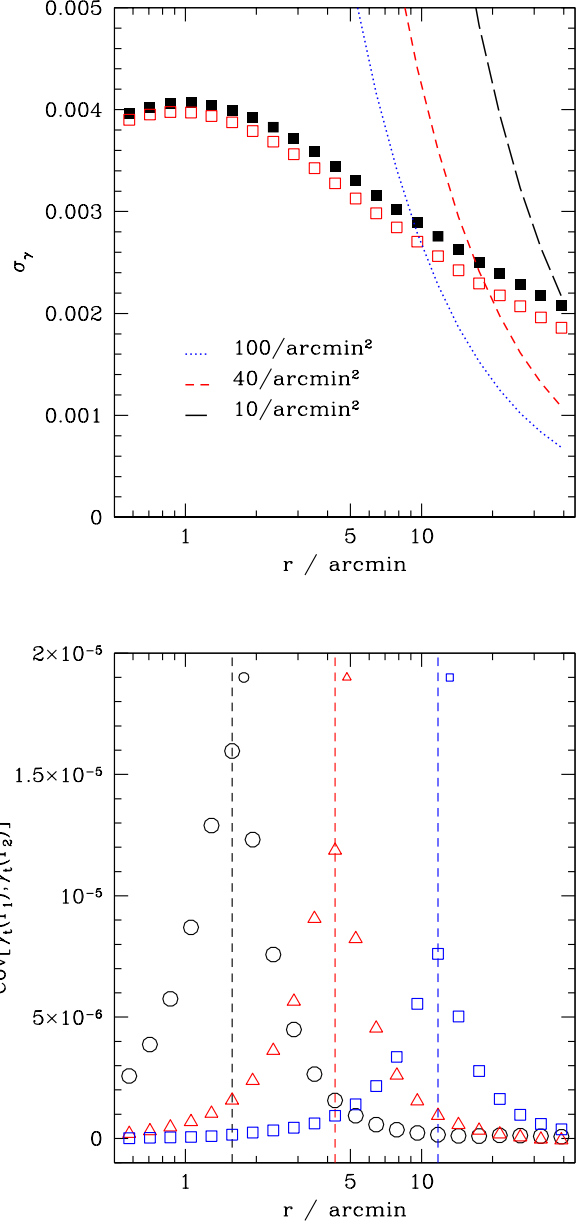 0.005
0.004
0.003
0.002
0.001
0
σγ
100/arcmin²
40/arcmin²
10/arcmin²
1
5
10
r / arcmin
2×10⁻⁵
1.5×10⁻⁵
10⁻⁵
5×10⁻⁶
0
1
5
10
r / arcmin